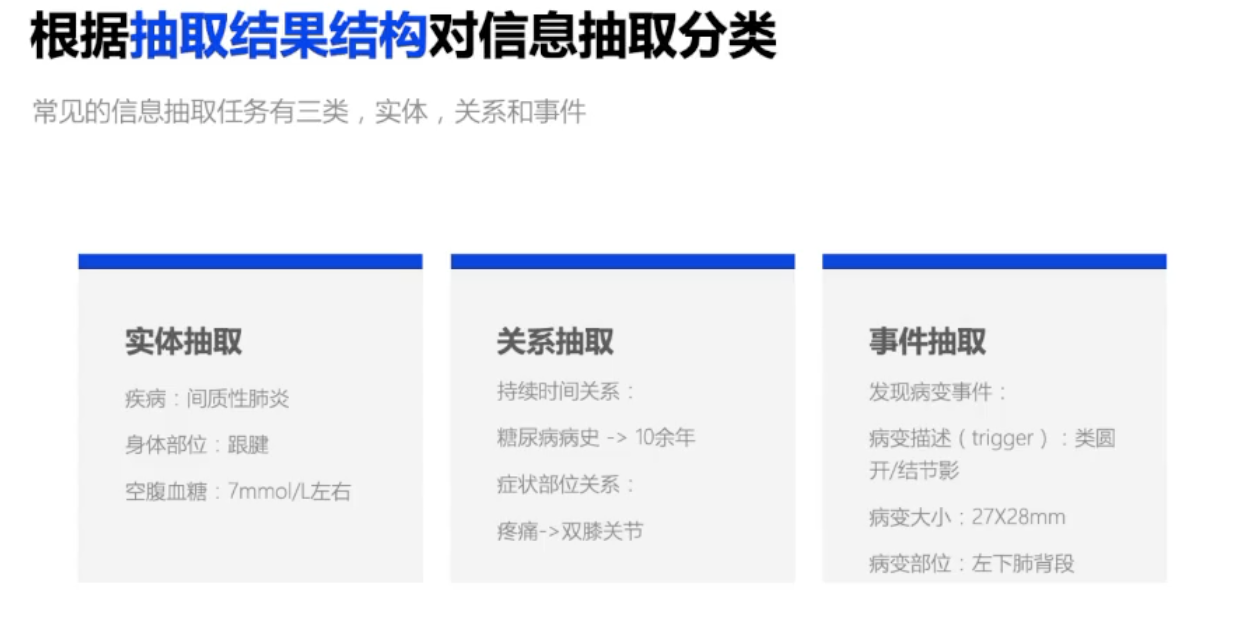 根据抽取结果结构对信息抽取分类
常见的信息抽取任务有三类，实体，关系和事件
实体抽取
疾病：间质性肺炎
身体部位：跟腱
空腹血糖：7mmol/L左右
关系抽取
持续时间关系：
糖尿病病史 -> 10余年
症状部位关系：
疼痛->双膝关节
事件抽取
发现病变事件：
病变描述（trigger）：类圆
开/结节影
病变大小：27X28mm
病变部位：左下肺背段